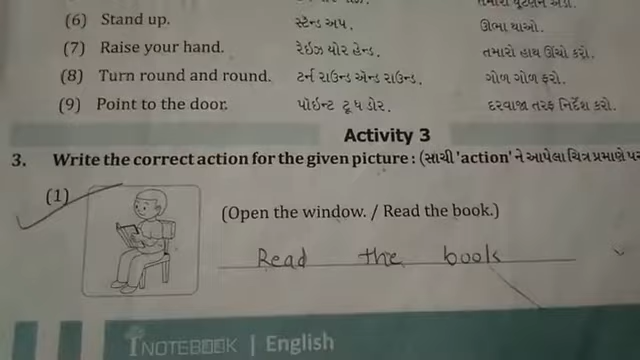 (6) Stand up. સ્ટેન્ડ અપ. ઊભા થાઓ.
(7) Raise your hand. રેઇઝ યોર હેન્ડ. તમારો હાથ ઊંચો કરો.
(8) Turn round and round. ટર્ન રાઉન્ડ એન્ડ રાઉન્ડ. ગોળ ગોળ ફરો.
(9) Point to the door. પોઇન્ટ ટૂ ધ ડોર. દરવાજા તરફ નિર્દેશ કરો.
Activity 3
3. Write the correct action for the given picture : (સાચી 'action' ને આપેલા ચિત્ર પ્રમાણે
(1)
(Open the window. / Read the book.)
Read the book
NOTEBOOK | English